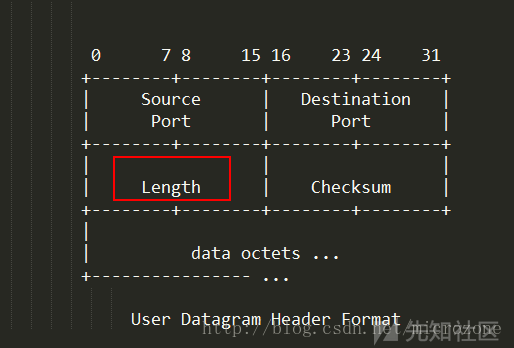 0 7 8 15 16 23 24 31
+--------+--------+--------+--------+
| Source | Destination |
| Port | Port |
+--------+--------+--------+--------+
| | |
| Length | Checksum |
+--------+--------+--------+--------+
|
| data octets ...
+---------------- ...
User Datagram Header Format
http://blog.csdn.net/microzone
先知社区